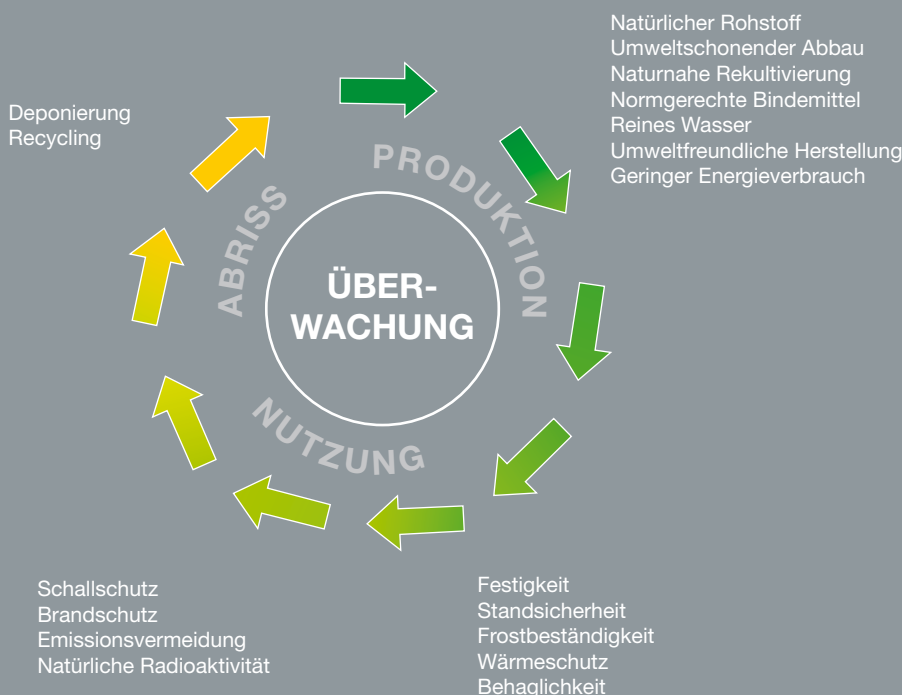 Natürlicher Rohstoff
Umweltschonender Abbau
Naturnahe Rekultivierung
Normgerechte Bindemittel
Reines Wasser
Umweltfreundliche Herstellung
Geringer Energieverbrauch
Deponierung
Recycling
PRODUKTION
ABRISS
ÜBER-
WACHUNG
NUTZUNG
Schallschutz
Brandschutz
Emissionsvermeidung
Natürliche Radioaktivität
Festigkeit
Standsicherheit
Frostbeständigkeit
Wärmeschutz
Behaglichkeit